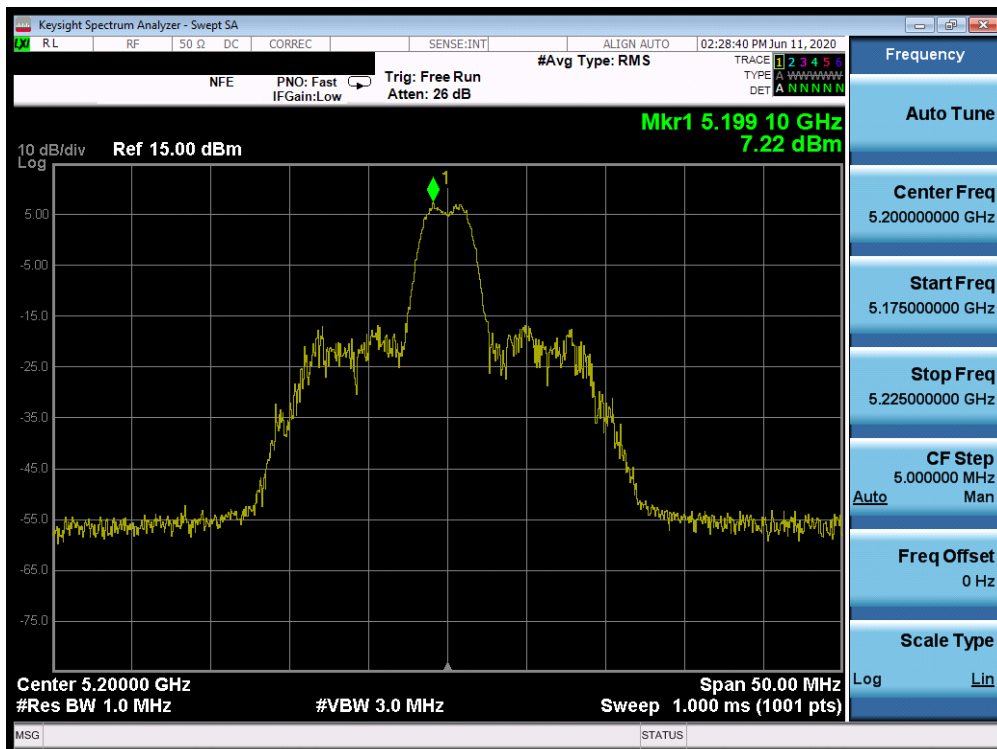 LXI Keysight Spectrum Analyzer - Swept SA
RL RF 50 Ω DC CORREC SENSE:INT ALIGN AUTO 02:28:40 PM Jun 11, 2020
NFE PNO: Fast IFGain:Low
Trig: Free Run
Atten: 26 dB
#Avg Type: RMS
TRACE 1 2 3 4 5 6
TYPE A WWWWW
DET A N N N N N
Mkr1 5.199 10 GHz
7.22 dBm
10 dB/div Ref 15.00 dBm
Log
1
5.00
-5.00
-15.0
-25.0
-35.0
-45.0
-55.0
-65.0
-75.0
Center 5.20000 GHz Span 50.00 MHz
#Res BW 1.0 MHz #VBW 3.0 MHz Sweep 1.000 ms (1001 pts)
MSG STATUS
Frequency
Auto Tune
Center Freq
5.200000000 GHz
Start Freq
5.175000000 GHz
Stop Freq
5.225000000 GHz
CF Step
5.000000 MHz
Auto Man
Freq Offset
0 Hz
Scale Type
Log Lin